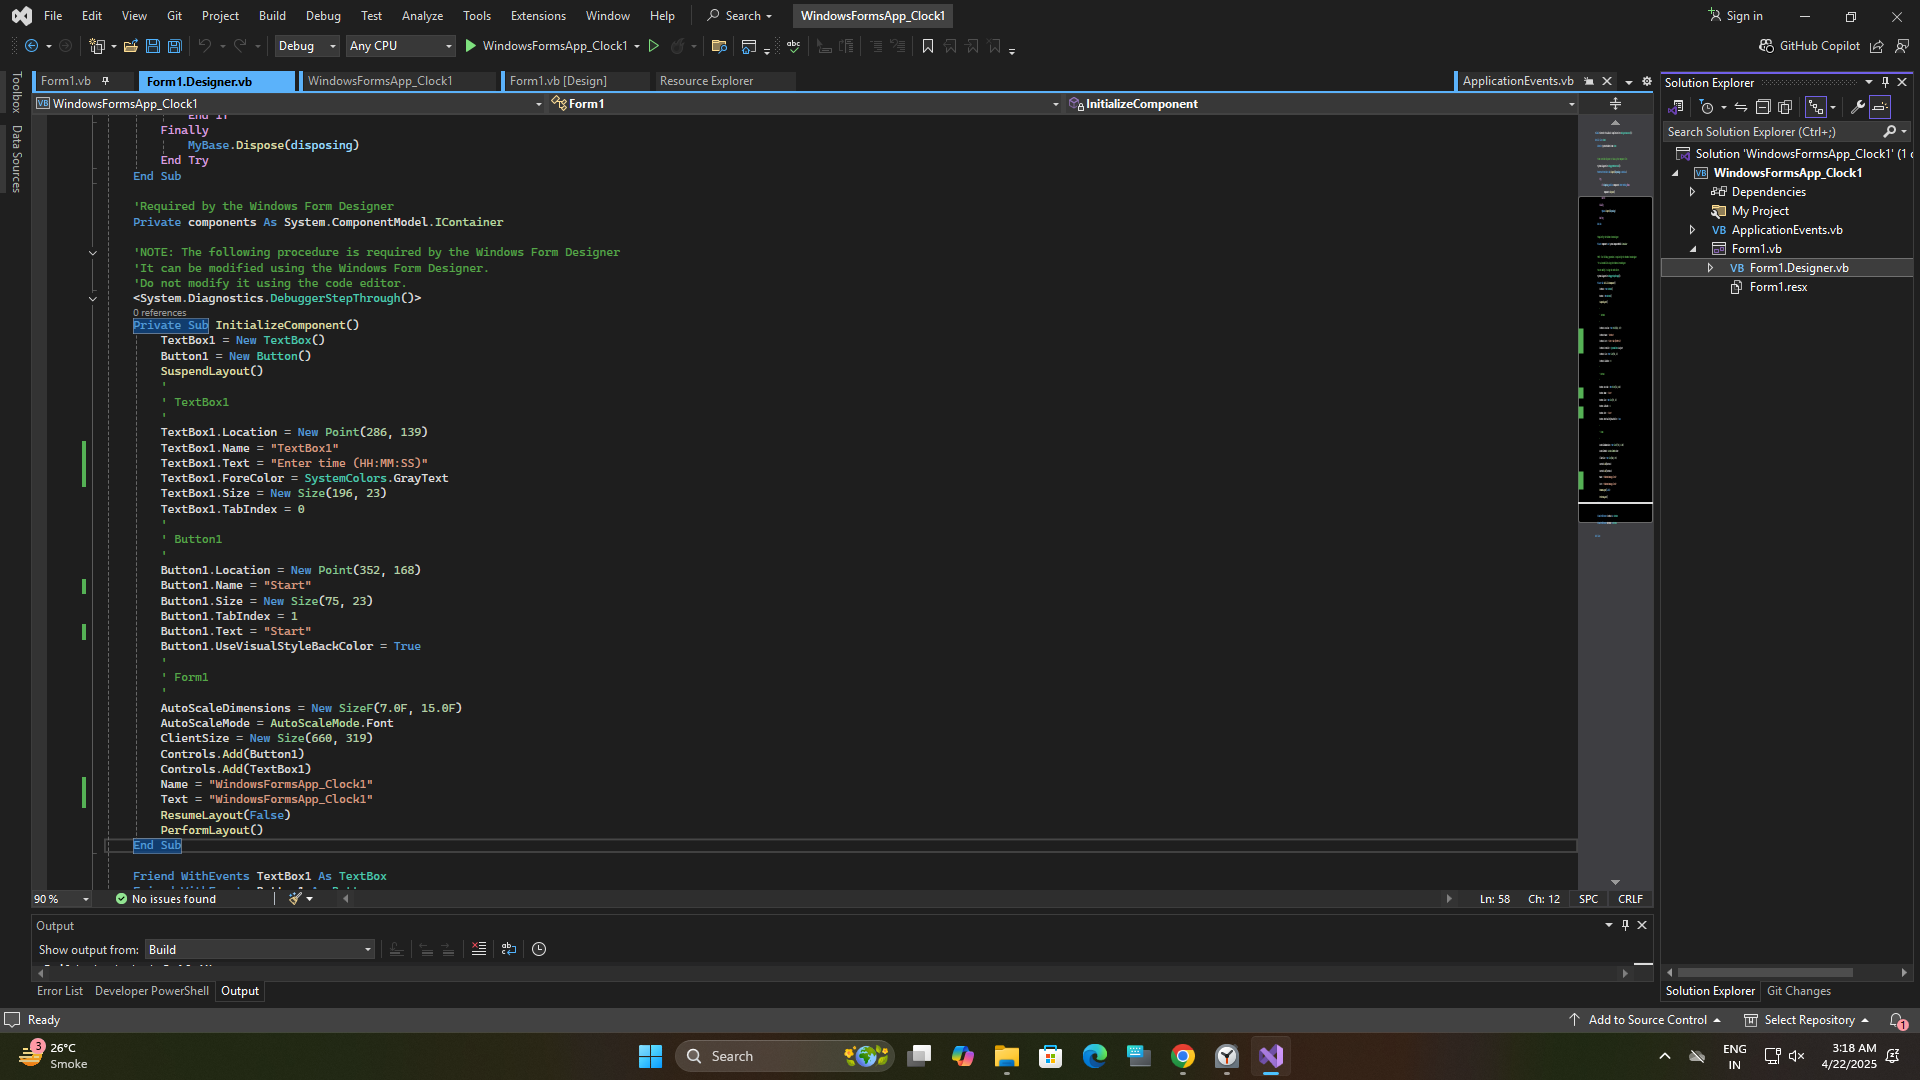 File Edit View Git Project Build Debug Test Analyze Tools Extensions Window Help Search WindowsFormsApp_Clock1 Sign in
Debug Any CPU WindowsFormsApp_Clock1 GitHub Copilot
Toolbox
Data Sources
Form1.vb Form1.Designer.vb WindowsFormsApp_Clock1 Form1.vb [Design] Resource Explorer ApplicationEvents.vb
VB WindowsFormsApp_Clock1 Form1 InitializeComponent
End If
Finally
MyBase.Dispose(disposing)
End Try
End Sub
'Required by the Windows Form Designer
Private components As System.ComponentModel.IContainer
'NOTE: The following procedure is required by the Windows Form Designer
'It can be modified using the Windows Form Designer.
'Do not modify it using the code editor.
<System.Diagnostics.DebuggerStepThrough()>
0 references
Private Sub InitializeComponent()
TextBox1 = New TextBox()
Button1 = New Button()
SuspendLayout()
'
' TextBox1
'
TextBox1.Location = New Point(286, 139)
TextBox1.Name = "TextBox1"
TextBox1.Text = "Enter time (HH:MM:SS)"
TextBox1.ForeColor = SystemColors.GrayText
TextBox1.Size = New Size(196, 23)
TextBox1.TabIndex = 0
'
' Button1
'
Button1.Location = New Point(352, 168)
Button1.Name = "Start"
Button1.Size = New Size(75, 23)
Button1.TabIndex = 1
Button1.Text = "Start"
Button1.UseVisualStyleBackColor = True
'
' Form1
'
AutoScaleDimensions = New SizeF(7.0F, 15.0F)
AutoScaleMode = AutoScaleMode.Font
ClientSize = New Size(660, 319)
Controls.Add(Button1)
Controls.Add(TextBox1)
Name = "WindowsFormsApp_Clock1"
Text = "WindowsFormsApp_Clock1"
ResumeLayout(False)
PerformLayout()
End Sub
Friend WithEvents TextBox1 As TextBox
90 % No issues found Ln: 58 Ch: 12 SPC CRLF
Output
Show output from: Build
Error List Developer PowerShell Output
Solution Explorer
Search Solution Explorer (Ctrl+;)
Solution 'WindowsFormsApp_Clock1' (1
VB WindowsFormsApp_Clock1
Dependencies
My Project
VB ApplicationEvents.vb
Form1.vb
VB Form1.Designer.vb
Form1.resx
Solution Explorer Git Changes
Ready Add to Source Control Select Repository 1
3 26°C
Smoke
Search
ENG
IN
3:18 AM
4/22/2025